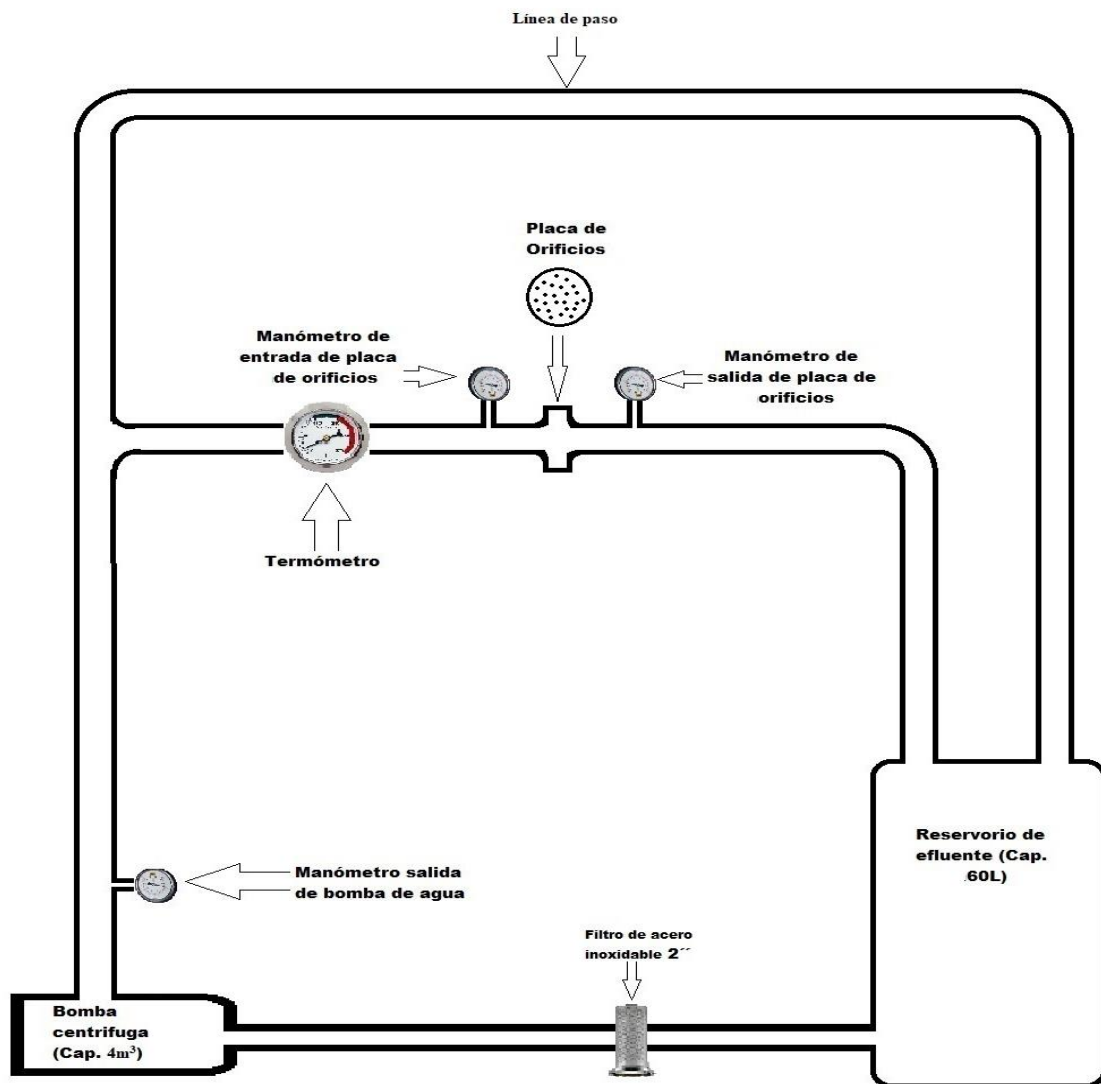 Línea de paso
Placa de
Orificios
Manómetro de
entrada de placa
de orificios
Manómetro de
salida de placa de
orificios
Termómetro
Manómetro salida
de bomba de agua
Reservorio de
efluente (Cap.
.60L)
Filtro de acero
inoxidable 2´´
Bomba
centrifuga
(Cap. 4m³)